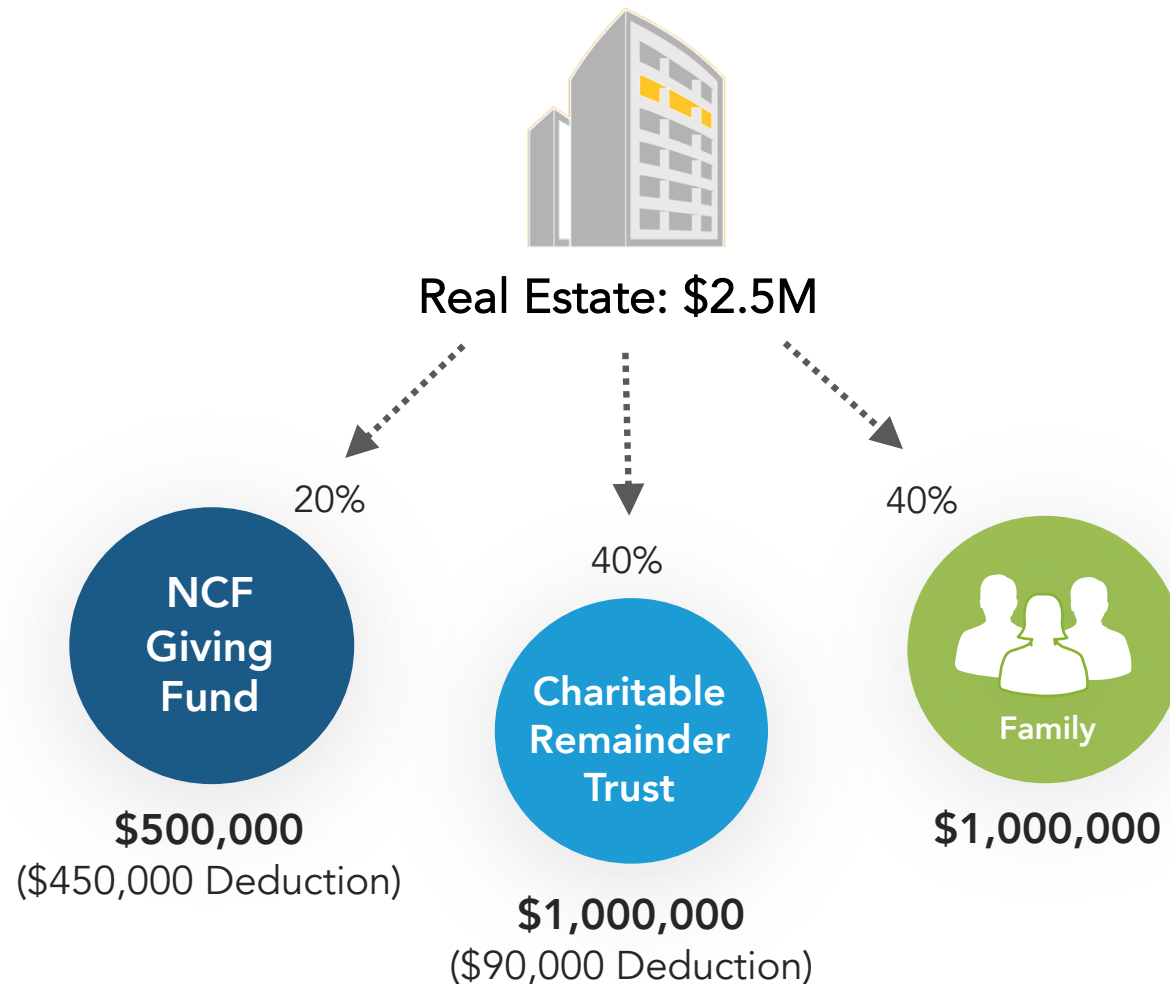 Real Estate: $2.5M
20%
NCF
Giving
Fund
$500,000
($450,000 Deduction)
40%
Charitable
Remainder
Trust
$1,000,000
($90,000 Deduction)
40%
Family
$1,000,000